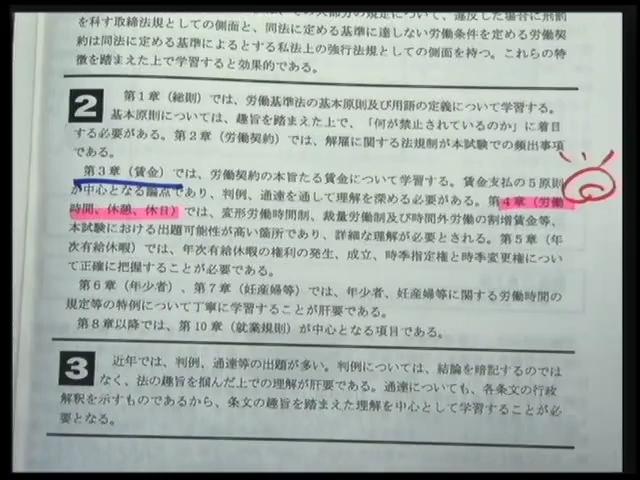 を科す取締法規としての側面と、同法に定める基準に達しない労働条件を定める労働契
約は同法に定める基準によるとする私法上の強行法規としての側面を持つ。これらの特
徴を踏まえた上で学習すると効果的である。
2
第1章（総則）では、労働基準法の基本原則及び用語の定義について学習する。
基本原則については、趣旨を踏まえた上で、「何が禁止されているのか」に着目
する必要がある。第2章（労働契約）では、解雇に関する法規制が本試験での頻出事項
である。
第3章（賃金）では、労働契約の本旨たる賃金について学習する。賃金支払の5原則
が中心となる論点であり、判例、通達を通して理解を深める必要がある。第4章（労働
時間、休憩、休日）では、変形労働時間制、裁量労働制及び時間外労働の割増賃金等、
本試験における出題可能性が高い箇所であり、詳細な理解が必要とされる。第5章（年
次有給休暇）では、年次有給休暇の権利の発生、成立、時季指定権と時季変更権につい
て正確に把握することが必要である。
第6章（年少者）、第7章（妊産婦等）では、年少者、妊産婦等に関する労働時間の
規定等の特例について丁寧に学習することが肝要である。
第8章以降では、第10章（就業規則）が中心となる項目である。
3
近年では、判例、通達等の出題が多い。判例については、結論を暗記するのでは
なく、法の趣旨を掴んだ上での理解が肝要である。通達についても、各条文の行政
解釈を示すものであるから、条文の趣旨を踏まえた理解を中心として学習することが必
要となる。